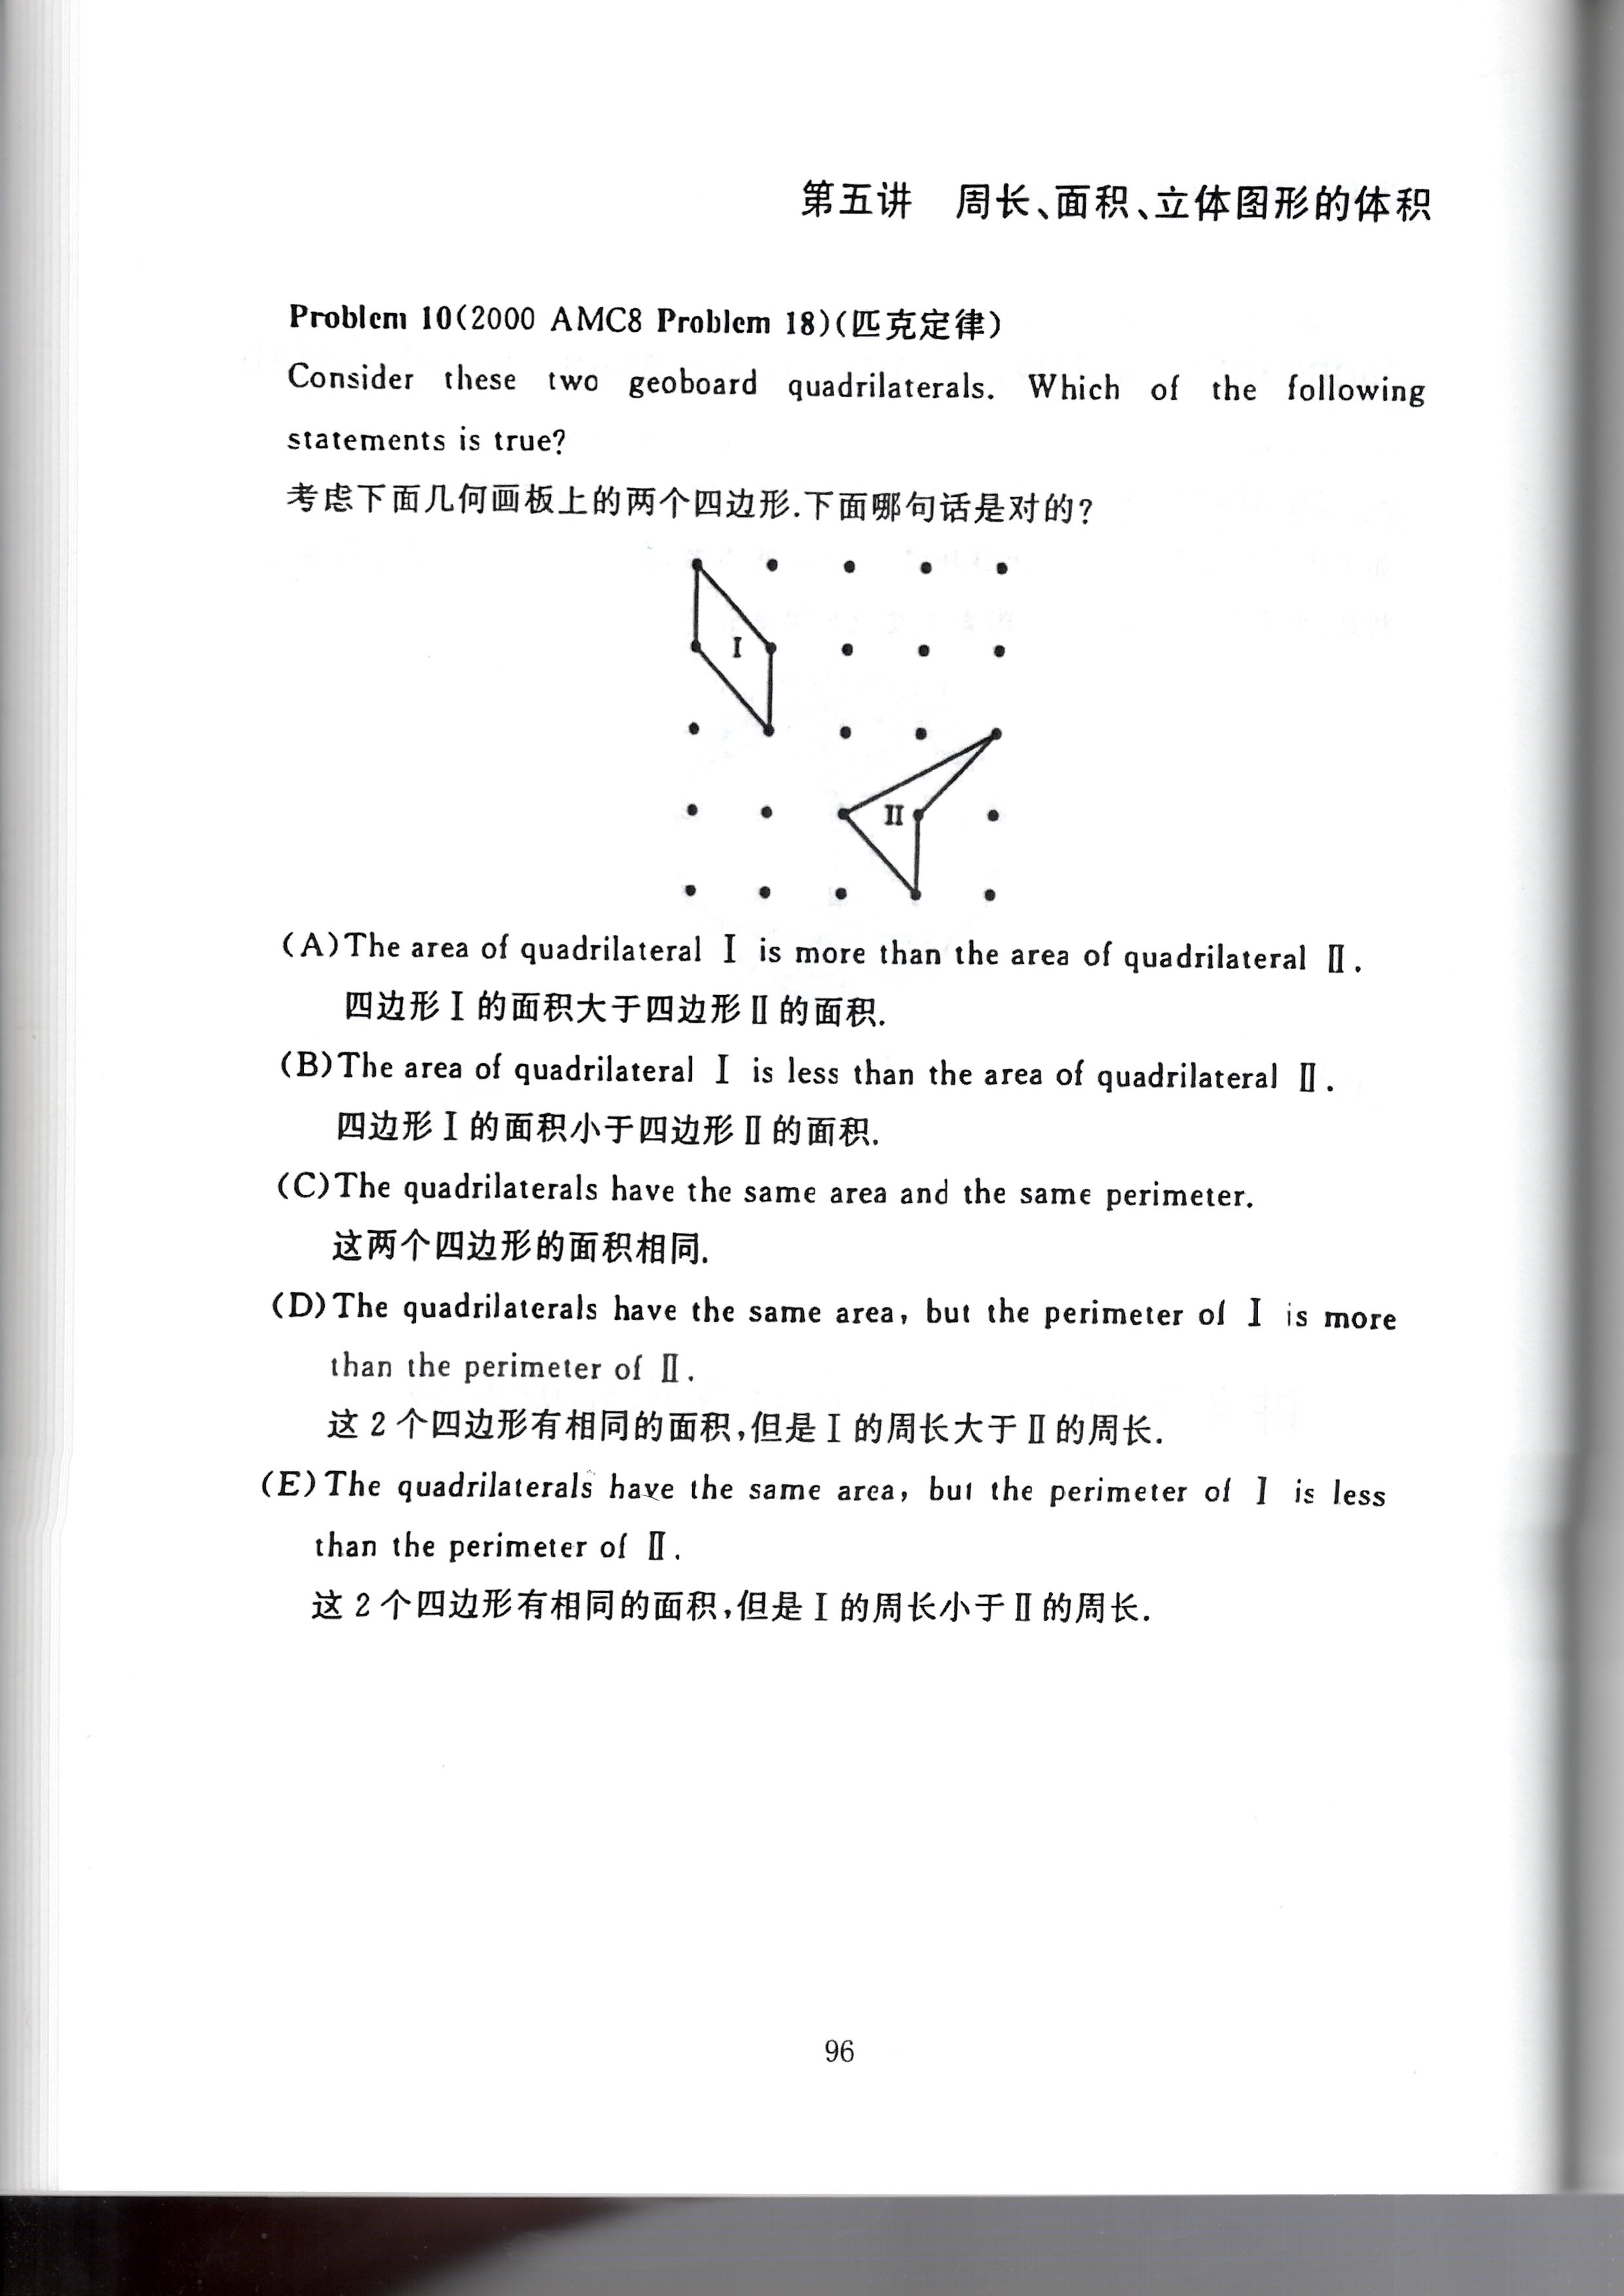 第五讲 周长、面积、立体图形的体积
Problem 10(2000 AMC8 Problem 18)(匹克定律)
Consider these two geoboard quadrilaterals. Which of the following
statements is true?
考虑下面几何画板上的两个四边形.下面哪句话是对的?
I
II
(A)The area of quadrilateral Ⅰ is more than the area of quadrilateral Ⅱ.
四边形Ⅰ的面积大于四边形Ⅱ的面积.
(B)The area of quadrilateral Ⅰ is less than the area of quadrilateral Ⅱ.
四边形Ⅰ的面积小于四边形Ⅱ的面积.
(C)The quadrilaterals have the same area and the same perimeter.
这两个四边形的面积相同.
(D)The quadrilaterals have the same area, but the perimeter of Ⅰ is more
than the perimeter of Ⅱ.
这2个四边形有相同的面积,但是Ⅰ的周长大于Ⅱ的周长.
(E)The quadrilaterals have the same area, but the perimeter of Ⅰ is less
than the perimeter of Ⅱ.
这2个四边形有相同的面积,但是Ⅰ的周长小于Ⅱ的周长.
96